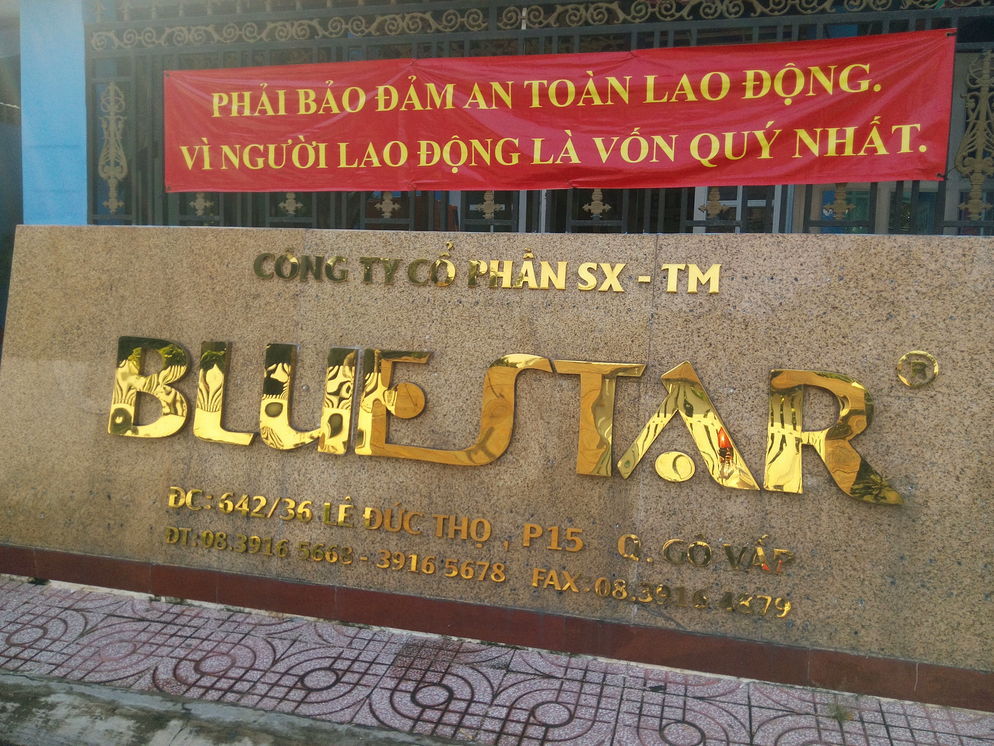 PHẢI BẢO ĐẢM AN TOÀN LAO ĐỘNG.
VÌ NGƯỜI LAO ĐỘNG LÀ VỐN QUÝ NHẤT.
CÔNG TY CỔ PHẦN SX - TM
BLUESTAR ®
ĐC: 642/36 LÊ ĐỨC THỌ , P15 Q. GÒ VẤP
ĐT:08.3916 5668 - 3916 5678 FAX-08.3916